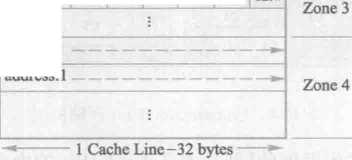 Zone 3
⋮
address.1
Zone 4
⋮
1 Cache Line–32 bytes